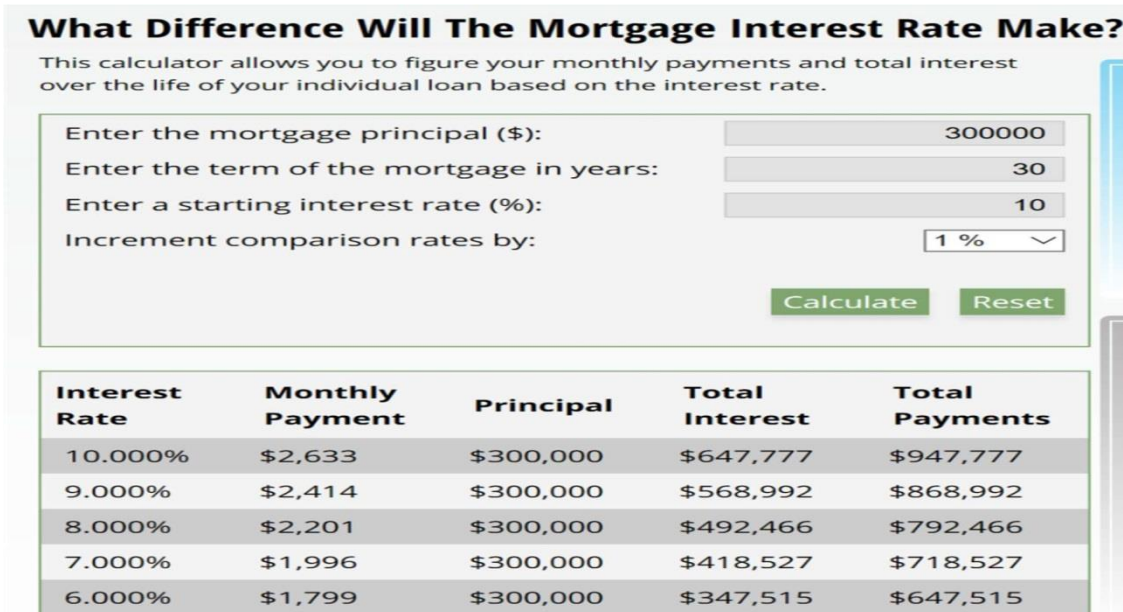 What Difference Will The Mortgage Interest Rate Make?
This calculator allows you to figure your monthly payments and total interest
over the life of your individual loan based on the interest rate.
Enter the mortgage principal ($): 300000
Enter the term of the mortgage in years: 30
Enter a starting interest rate (%): 10
Increment comparison rates by: 1 %
Calculate Reset
Interest Rate Monthly Payment Principal Total Interest Total Payments
10.000% $2,633 $300,000 $647,777 $947,777
9.000% $2,414 $300,000 $568,992 $868,992
8.000% $2,201 $300,000 $492,466 $792,466
7.000% $1,996 $300,000 $418,527 $718,527
6.000% $1,799 $300,000 $347,515 $647,515